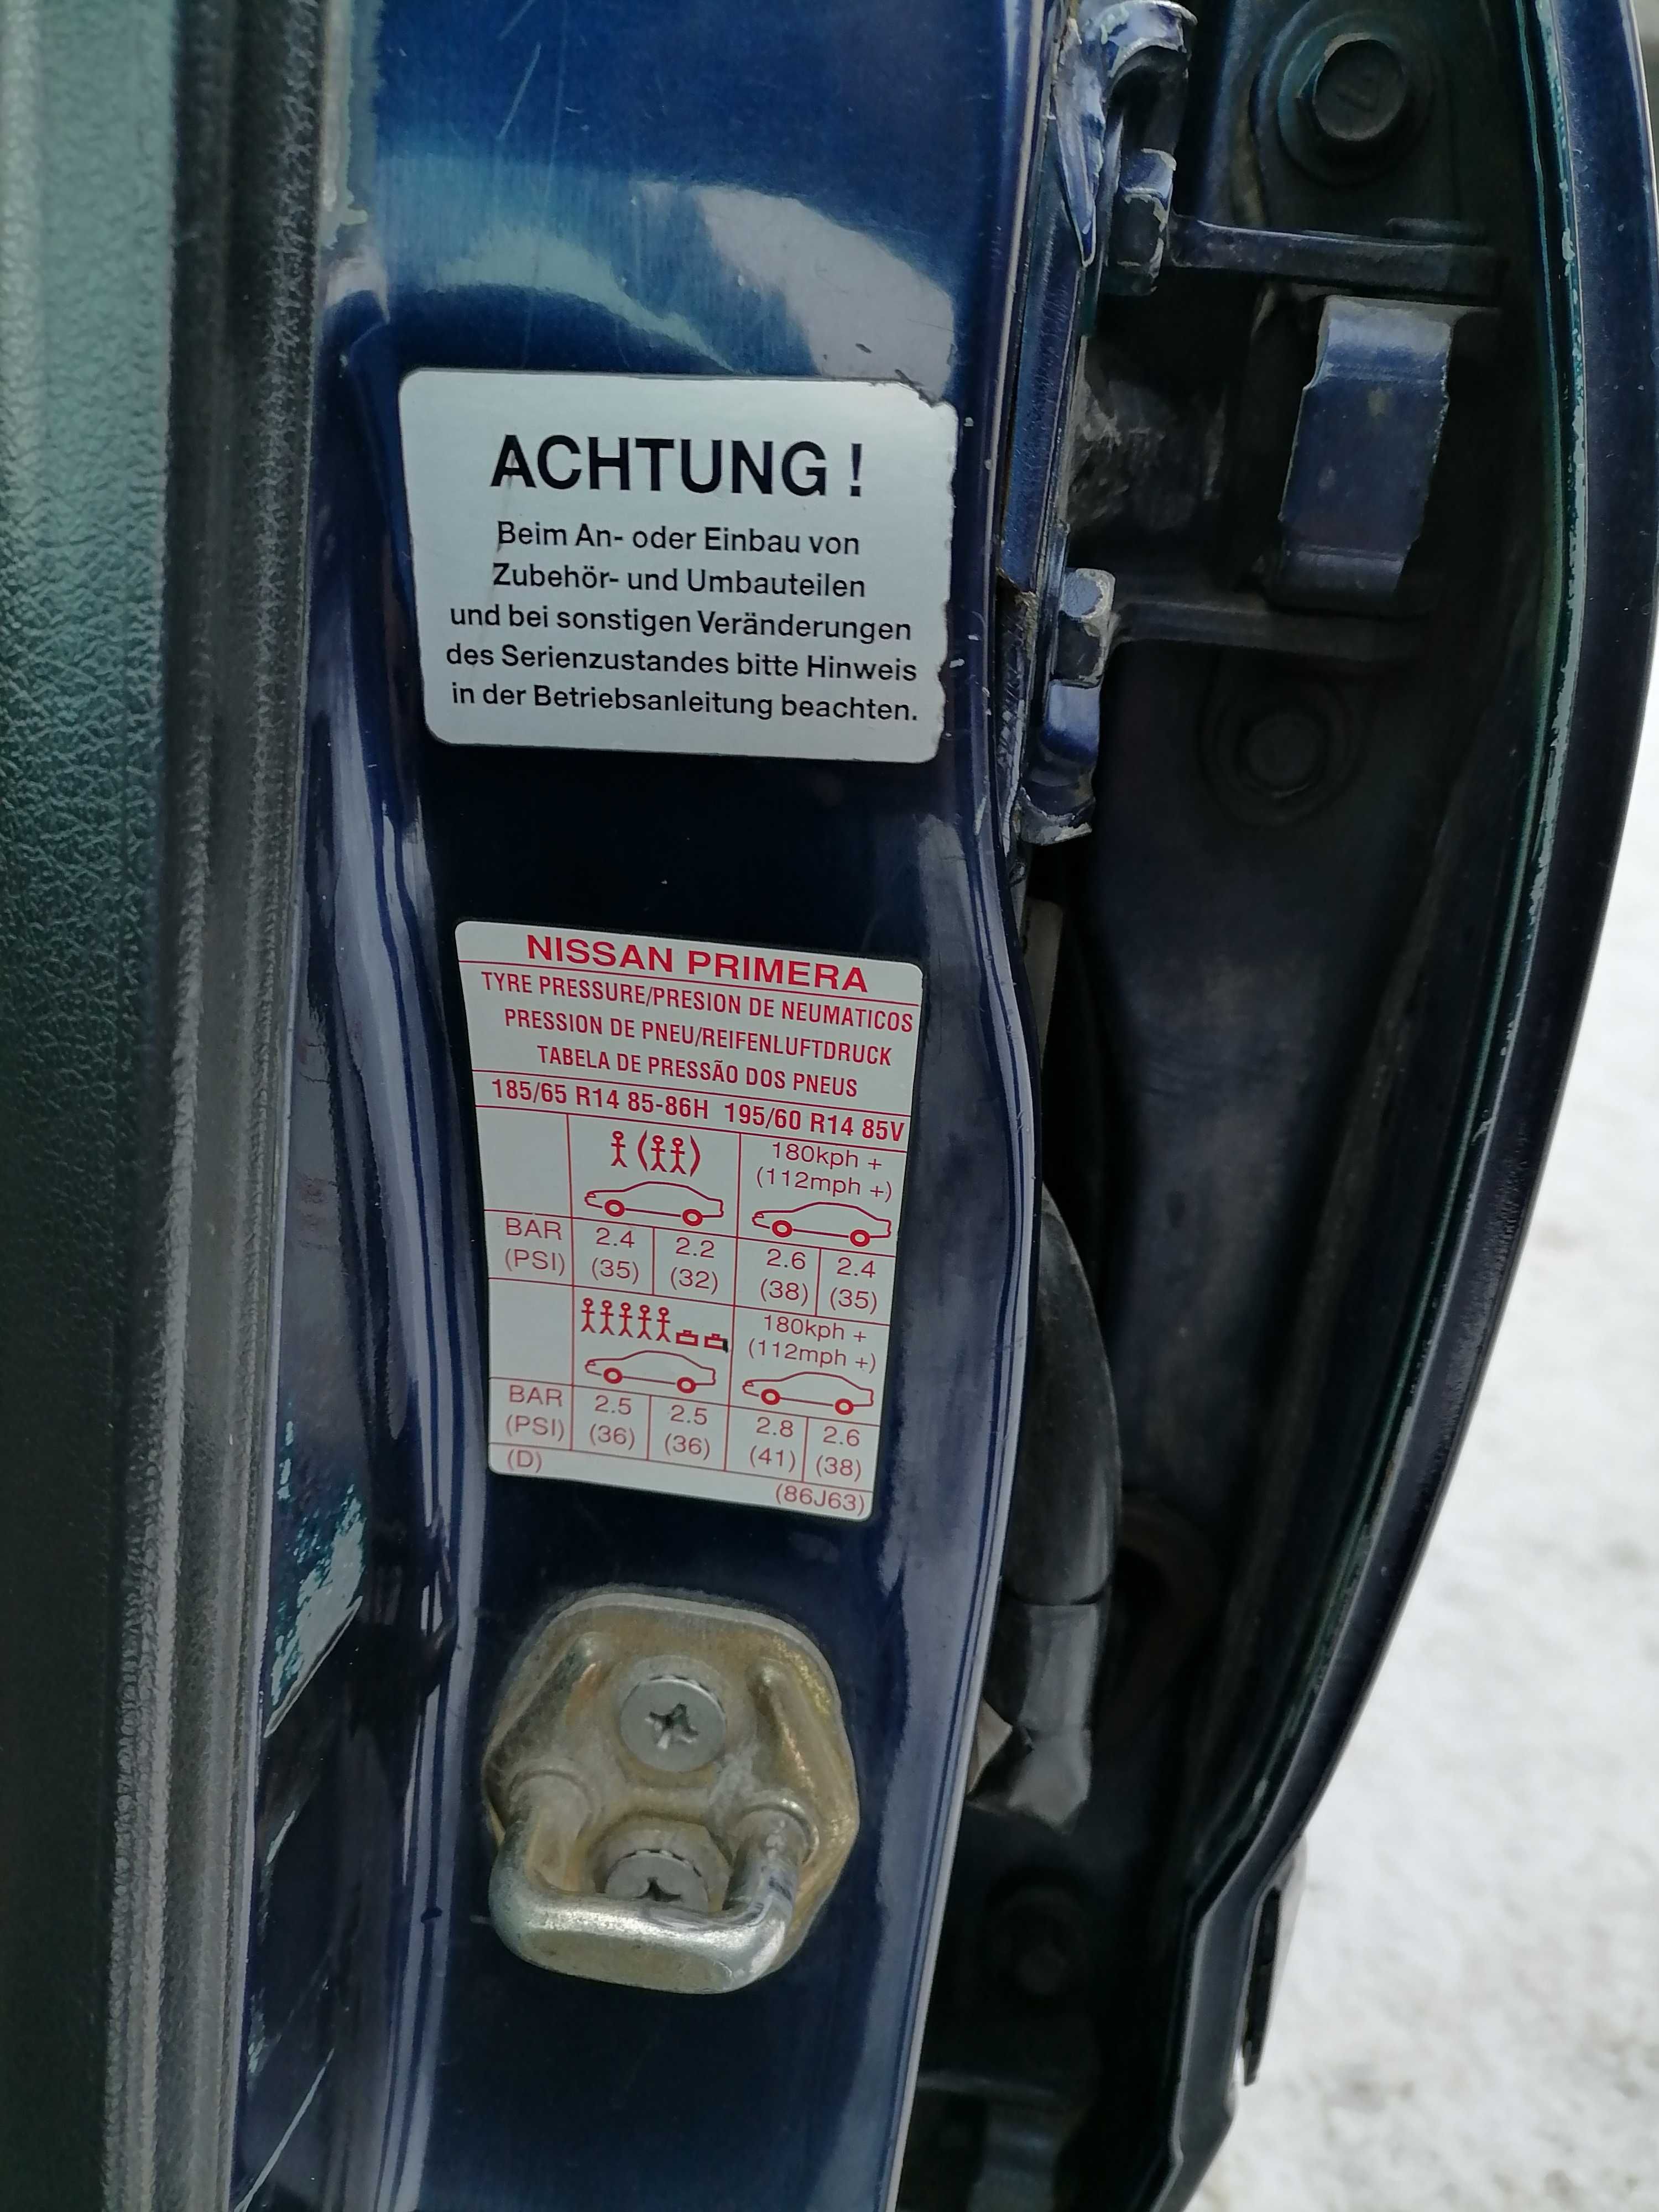 ACHTUNG !
Beim An- oder Einbau von
Zubehör- und Umbauteilen
und bei sonstigen Veränderungen
des Serienzustandes bitte Hinweis
in der Betriebsanleitung beachten.
NISSAN PRIMERA
TYRE PRESSURE/PRESION DE NEUMATICOS
PRESSION DE PNEU/REIFENLUFTDRUCK
TABELA DE PRESSÃO DOS PNEUS
185/65 R14 85-86H 195/60 R14 85V
180kph +
(112mph +)
BAR 2.4 2.2 2.6 2.4
(PSI) (35) (32) (38) (35)
180kph +
(112mph +)
BAR 2.5 2.5 2.8 2.6
(PSI) (36) (36) (41) (38)
(D)
(86J63)